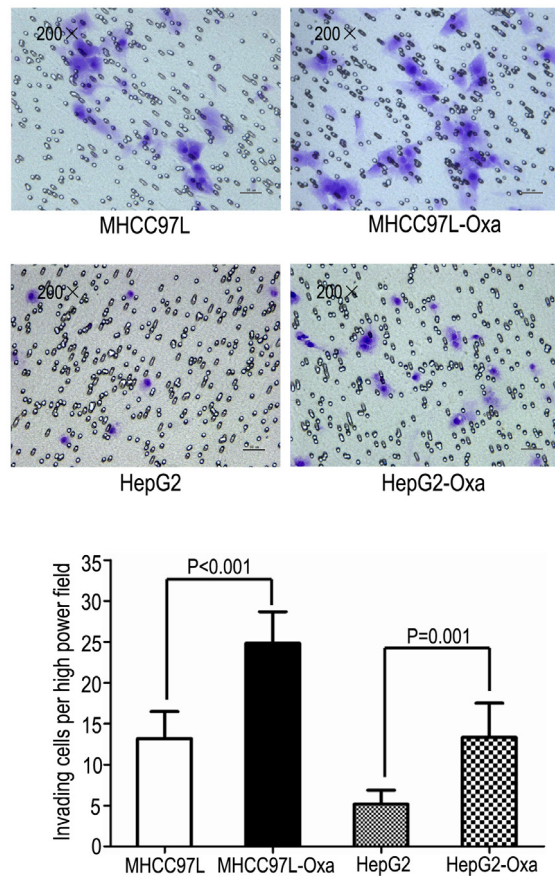 200×
200×
MHCC97L
MHCC97L-Oxa
200×
200×
HepG2
HepG2-Oxa
Invading cells per high power field
35
30
25
20
15
10
5
0
P<0.001
P=0.001
MHCC97L
MHCC97L-Oxa
HepG2
HepG2-Oxa